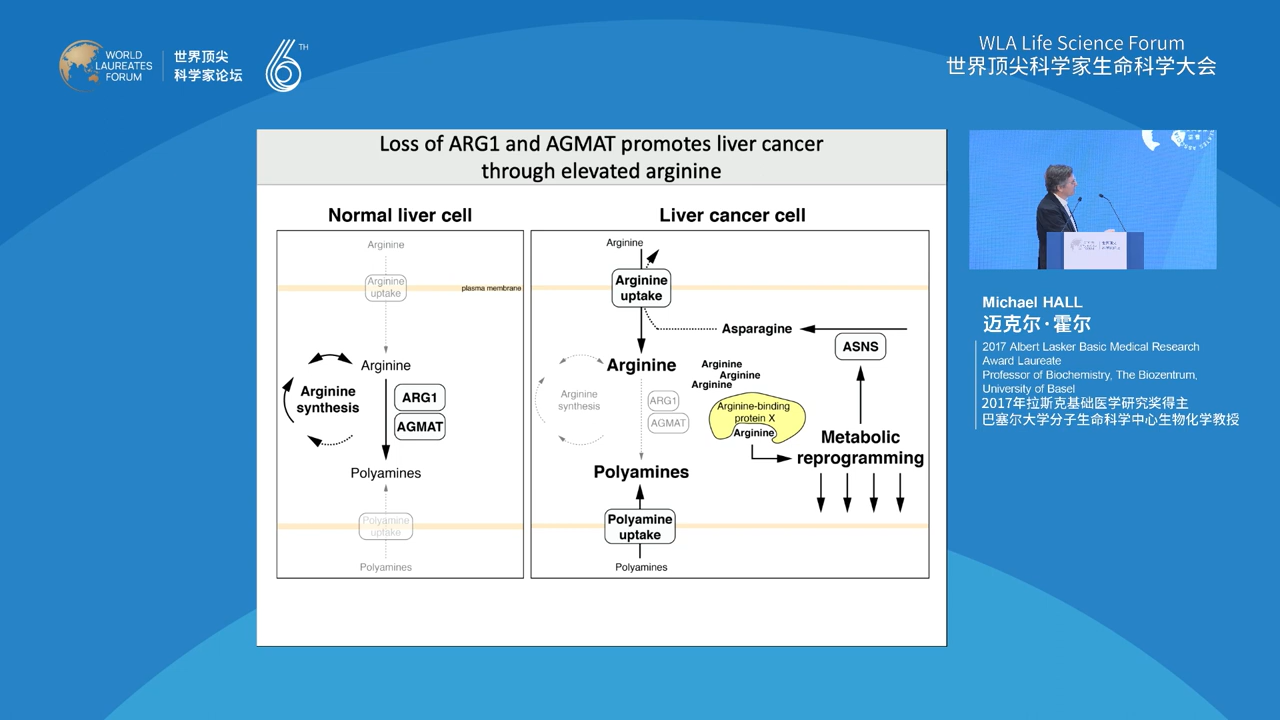 WORLD
LAUREATES
FORUM
世界顶尖
科学家论坛
6TH
WLA Life Science Forum
世界顶尖科学家生命科学大会
Loss of ARG1 and AGMAT promotes liver cancer
through elevated arginine
Normal liver cell
Arginine
Arginine
uptake
plasma membrane
Arginine
Arginine
synthesis
ARG1
AGMAT
Polyamines
Polyamine
uptake
Polyamines
Liver cancer cell
Arginine
Arginine
uptake
Asparagine
ASNS
Arginine
Arginine
Arginine
Arginine
Arginine
synthesis
ARG1
AGMAT
Arginine-binding
protein X
Arginine
Metabolic
reprogramming
Polyamines
Polyamine
uptake
Polyamines
Michael HALL
迈克尔·霍尔
2017 Albert Lasker Basic Medical Research
Award Laureate
Professor of Biochemistry, The Biozentrum,
University of Basel
2017年拉斯克基础医学研究奖得主
巴塞尔大学分子生命科学中心生物化学教授